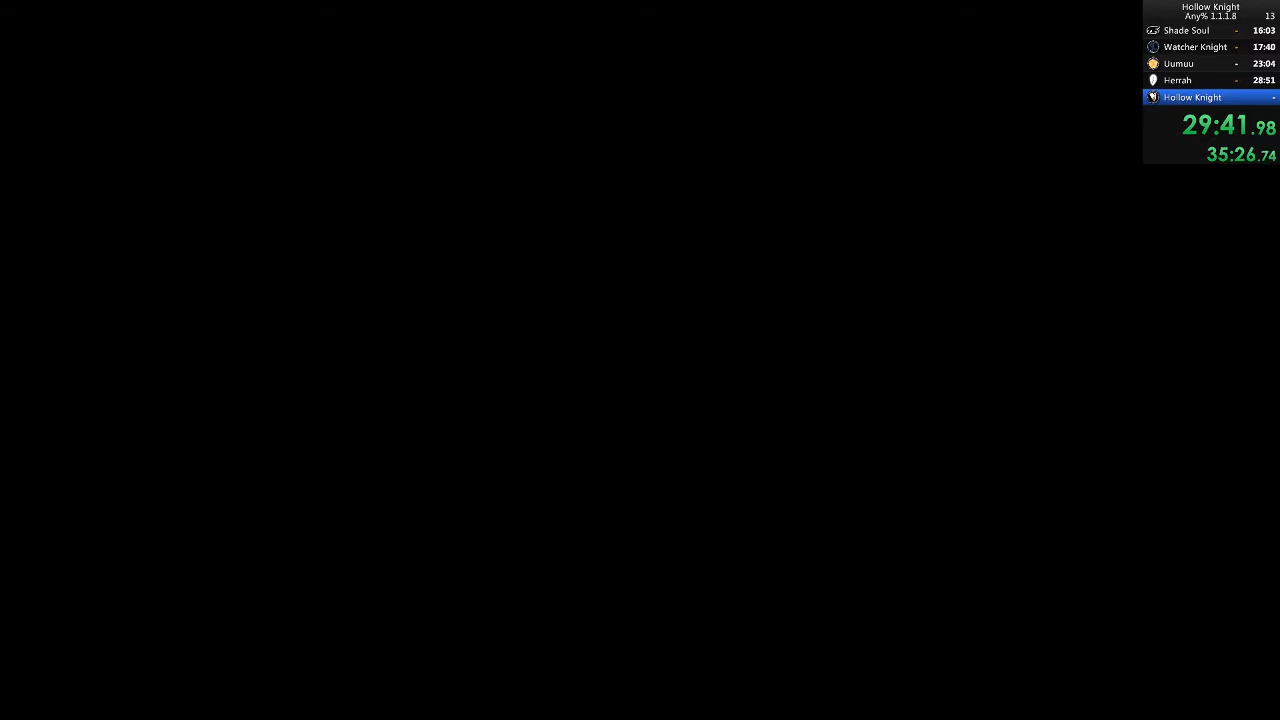 Hollow Knight
Any% 1.1.1.8 13
Shade Soul - 16:03
Watcher Knight - 17:40
Uumuu - 23:04
Herrah - 28:51
Hollow Knight -
29:41.98
35:26.74